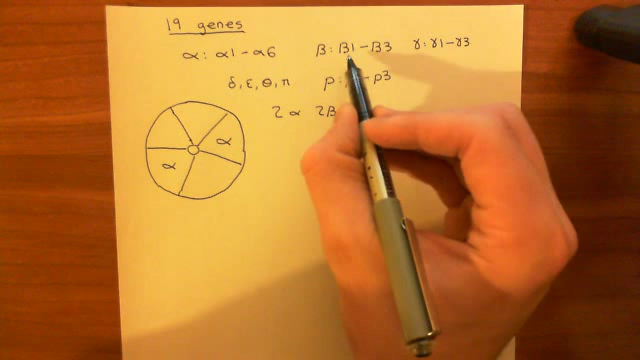 19 genes
α: α1-α6 β: β1-β3 γ: γ1-γ3
δ, ε, θ, π ρ: -ρ3
2α 2β
α
α